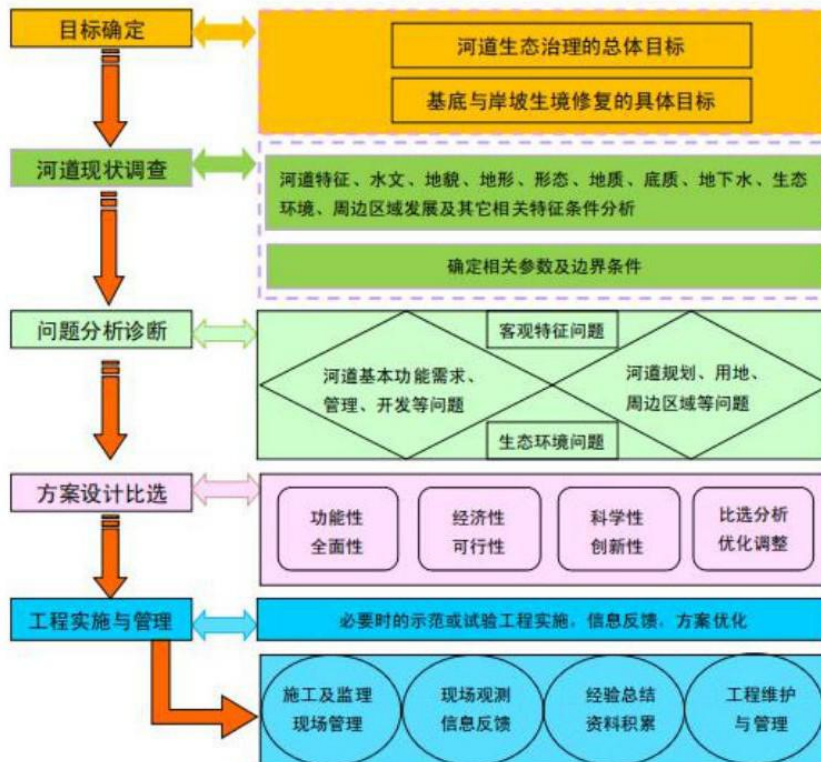 目标确定
河道生态治理的总体目标
基底与岸坡生境修复的具体目标
河道现状调查
河道特征、水文、地貌、地形、形态、地质、底质、地下水、生态
环境、周边区域发展及其它相关特征条件分析
确定相关参数及边界条件
问题分析诊断
客观特征问题
河道基本功能需求、
管理、开发等问题
河道规划、用地、
周边区域等问题
生态环境问题
方案设计比选
功能性
全面性
经济性
可行性
科学性
创新性
比选分析
优化调整
工程实施与管理
必要时的示范或试验工程实施，信息反馈，方案优化
施工及监理
现场管理
现场观测
信息反馈
经验总结
资料积累
工程维护
与管理